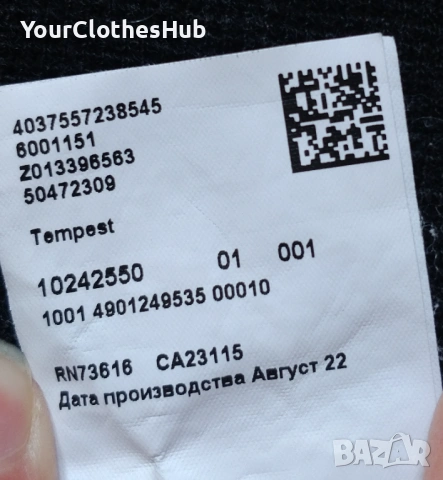 YourClothesHub
4037557238545
6001151
Z013396563
50472309
Tempest
10242550 01 001
1001 4901249535 00010
RN73616 CA23115
Дата производства Август 22
BAZAR